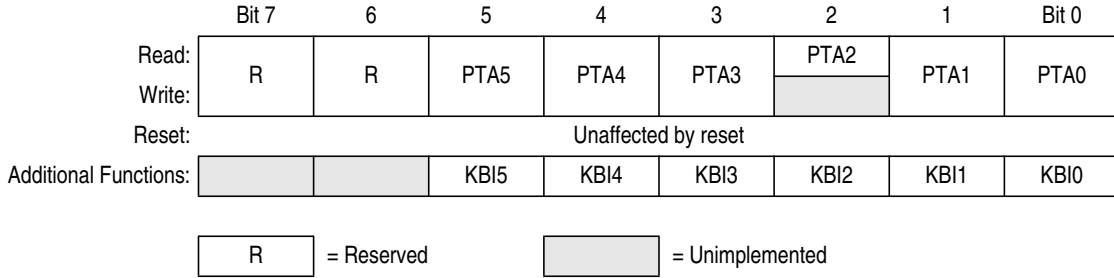 Bit 7 6 5 4 3 2 1 Bit 0
Read: R R PTA5 PTA4 PTA3 PTA2 PTA1 PTA0
Write:
Reset: Unaffected by reset
Additional Functions: KBI5 KBI4 KBI3 KBI2 KBI1 KBI0
R = Reserved = Unimplemented